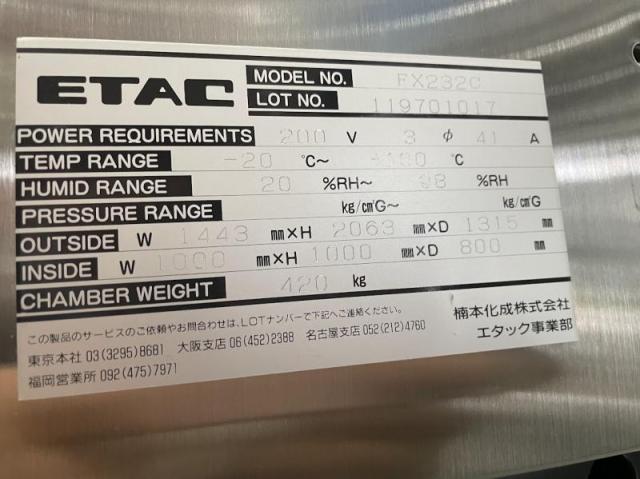 ETAC
MODEL NO. FX232C
LOT NO. 119701017
POWER REQUIREMENTS 200 V 3 φ 41 A
TEMP RANGE -20 ℃~ +100 ℃
HUMID RANGE 20 %RH~ 98 %RH
PRESSURE RANGE kg/c㎡G kg/c㎡G
OUTSIDE W 1443 ㎜×H 2063 ㎜×D 1315 ㎜
INSIDE W 1000 ㎜×H 1000 ㎜×D 800 ㎜
CHAMBER WEIGHT 420 kg
この製品のサービスのご依頼やお問合わせは、LOTナンバーで下記へご連絡ください。
東京本社 03(3295)8681 大阪支店 06(452)2388 名古屋支店 052(212)4760
福岡営業所 092(475)7971
楠本化成株式会社
エタック事業部